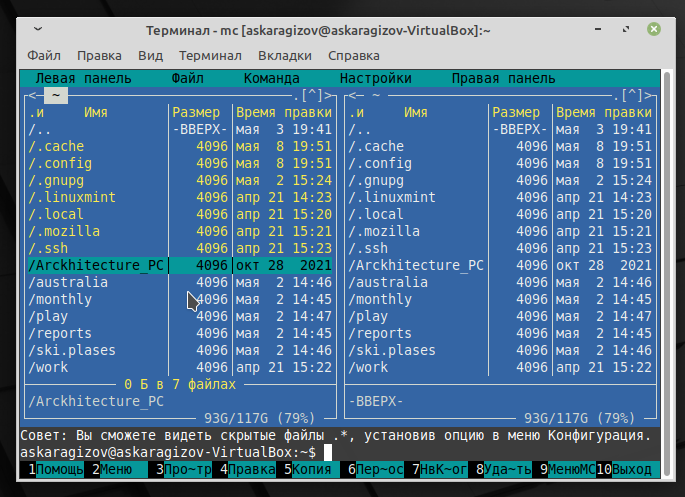 Терминал - mc [askaragizov@askaragizov-VirtualBox]:~
Файл Правка Вид Терминал Вкладки Справка
Левая панель Файл Команда Настройки Правая панель
<─ ~ ─.[^]> <─ ~ ─.[^]>
.и Имя Размер Время правки .и Имя Размер Время правки
/.. -ВВЕРХ- мая 3 19:41 /.. -ВВЕРХ- мая 3 19:41
/.cache 4096 мая 8 19:51 /.cache 4096 мая 8 19:51
/.config 4096 мая 8 19:51 /.config 4096 мая 8 19:51
/.gnupg 4096 мая 2 15:24 /.gnupg 4096 мая 2 15:24
/.linuxmint 4096 апр 21 14:23 /.linuxmint 4096 апр 21 14:23
/.local 4096 апр 21 15:20 /.local 4096 апр 21 15:20
/.mozilla 4096 апр 21 15:21 /.mozilla 4096 апр 21 15:21
/.ssh 4096 апр 21 15:23 /.ssh 4096 апр 21 15:23
/Arckhitecture_PC 4096 окт 28 2021 /Arckhitecture_PC 4096 окт 28 2021
/australia 4096 мая 2 14:46 /australia 4096 мая 2 14:46
/monthly 4096 мая 2 14:45 /monthly 4096 мая 2 14:45
/play 4096 мая 2 14:47 /play 4096 мая 2 14:47
/reports 4096 мая 2 14:45 /reports 4096 мая 2 14:45
/ski.plases 4096 мая 2 14:46 /ski.plases 4096 мая 2 14:46
/work 4096 апр 21 15:22 /work 4096 апр 21 15:22
0 Б в 7 файлах
/Arckhitecture_PC -ВВЕРХ-
93G/117G (79%) 93G/117G (79%)
Совет: Вы сможете видеть скрытые файлы .*, установив опцию в меню Конфигурация.
askaragizov@askaragizov-VirtualBox:~$
1Помощь 2Меню 3Про~тр 4Правка 5Копия 6Пер~ос 7НвК~ог 8Уда~ть 9МенюМС 10Выход